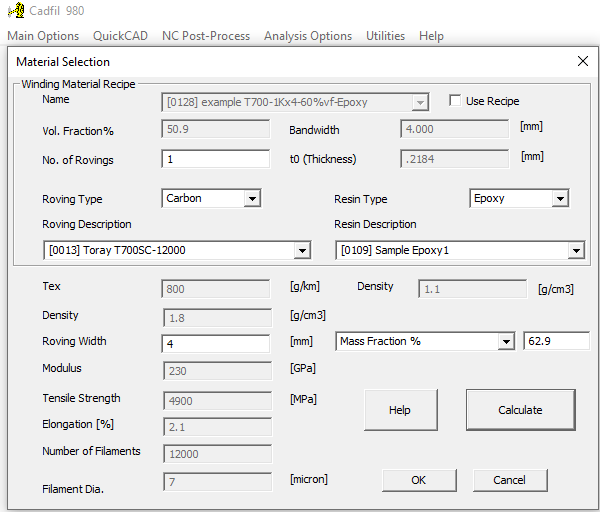 Cadfil 980
Main Options QuickCAD NC Post-Process Analysis Options Utilities Help
Material Selection
Winding Material Recipe
Name [0128] example T700-1Kx4-60%vf-Epoxy Use Recipe
Vol. Fraction% 50.9 Bandwidth 4.000 [mm]
No. of Rovings 1 t0 (Thickness) .2184 [mm]
Roving Type Carbon Resin Type Epoxy
Roving Description Resin Description
[0013] Toray T700SC-12000 [0109] Sample Epoxy1
Tex 800 [g/km] Density 1.1 [g/cm3]
Density 1.8 [g/cm3]
Roving Width 4 [mm] Mass Fraction % 62.9
Modulus 230 [GPa]
Tensile Strength 4900 [MPa]
Elongation [%] 2.1 Help Calculate
Number of Filaments 12000
Filament Dia. 7 [micron] OK Cancel